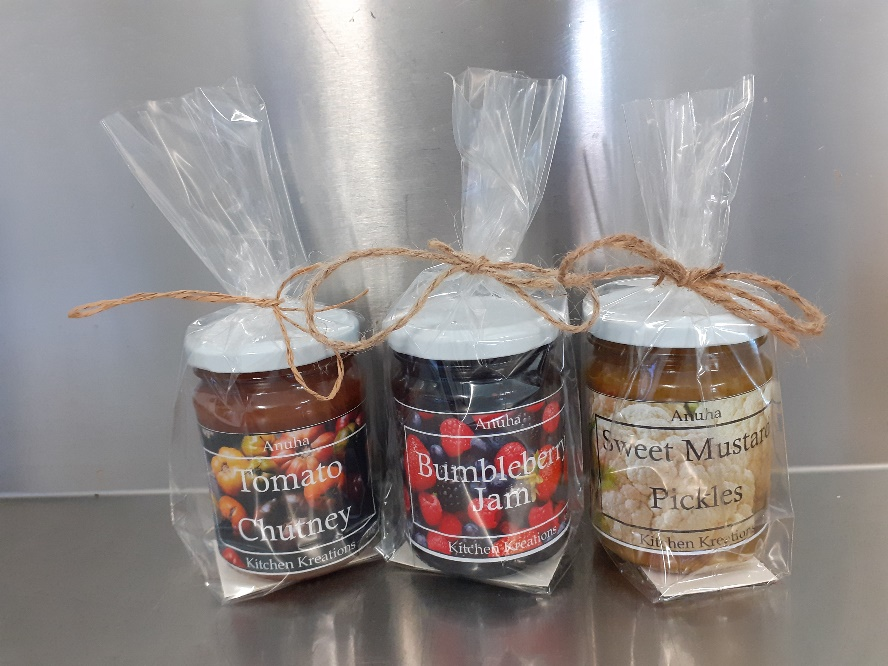 Anuha
Tomato
Chutney
Kitchen Kreations
Anuha
Bumbleberry
Jam
Kitchen Kreations
Anuha
Sweet Mustard
Pickles
Kitchen Kreations